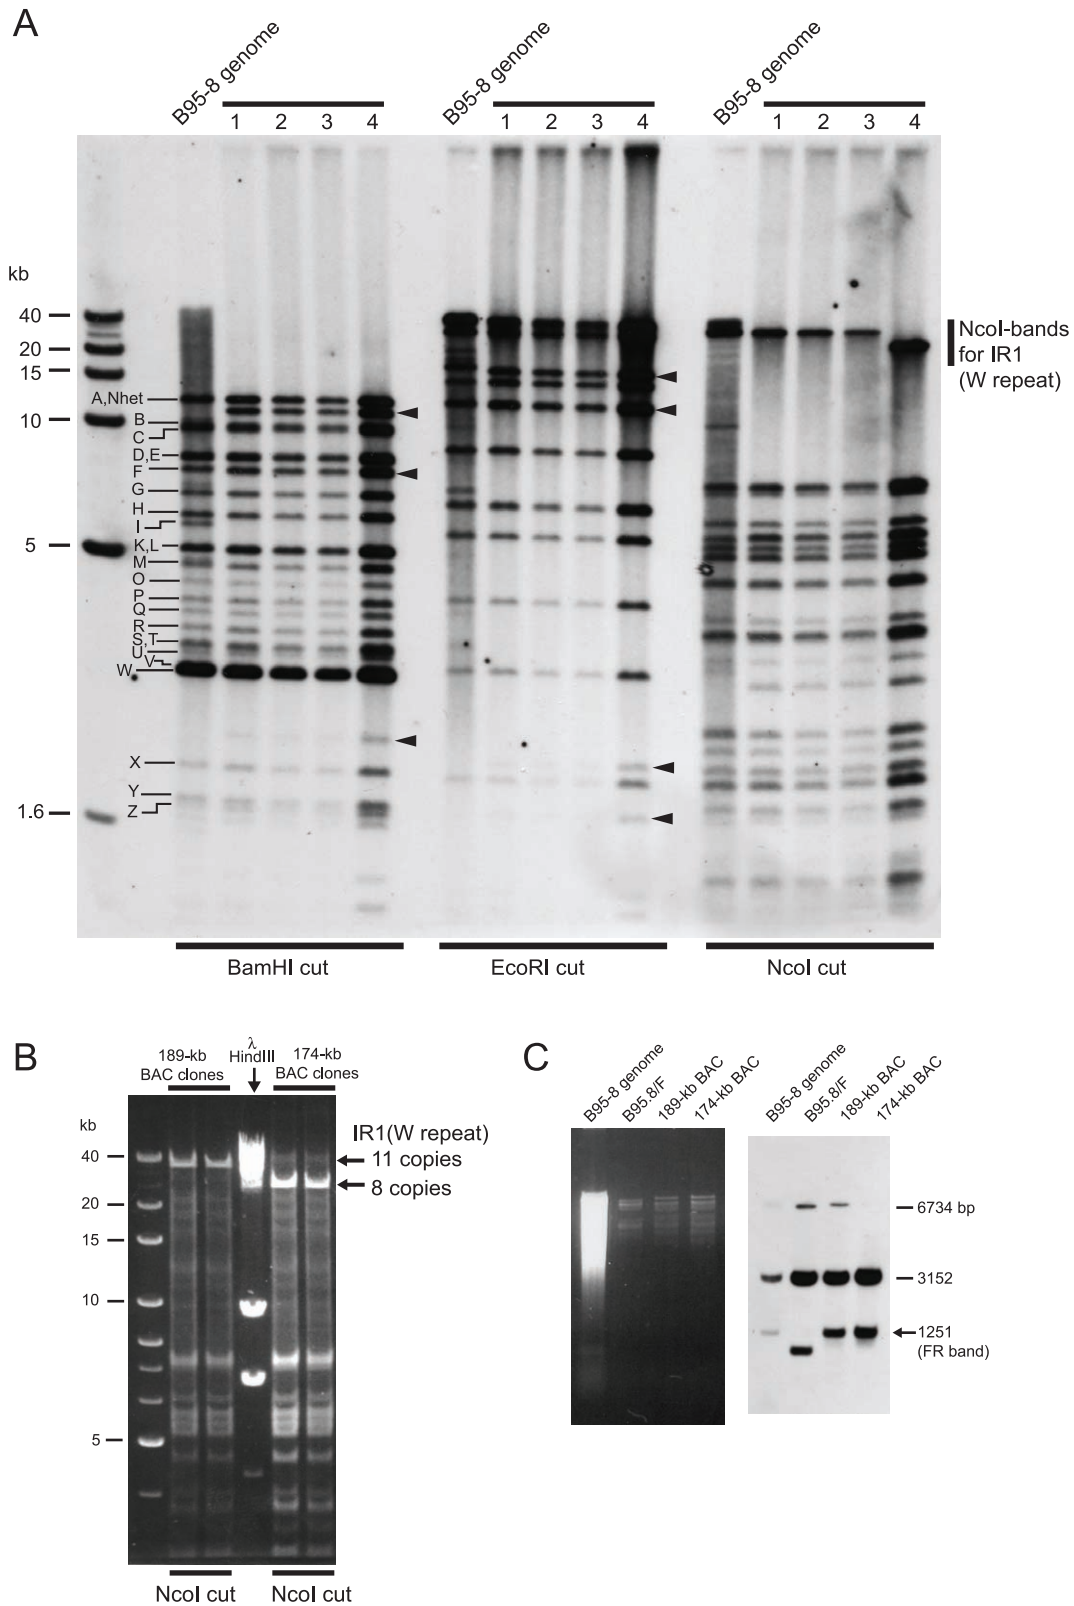 A
B95-8 genome
1 2 3 4
B95-8 genome
1 2 3 4
B95-8 genome
1 2 3 4
kb
40
20
15
10
5
1.6
A,Nhet
B
C
D,E
F
G
H
I
K,L
M
O
P
Q
R
S,T
U
V
W
X
Y
Z
NcoI-bands
for IR1
(W repeat)
BamHI cut
EcoRI cut
NcoI cut
B
189-kb
BAC clones
λ
HindIII
174-kb
BAC clones
kb
40
20
15
10
5
IR1(W repeat)
11 copies
8 copies
NcoI cut
NcoI cut
C
B95-8 genome
B95.8/F
189-kb BAC
174-kb BAC
B95-8 genome
B95.8/F
189-kb BAC
174-kb BAC
6734 bp
3152
1251
(FR band)